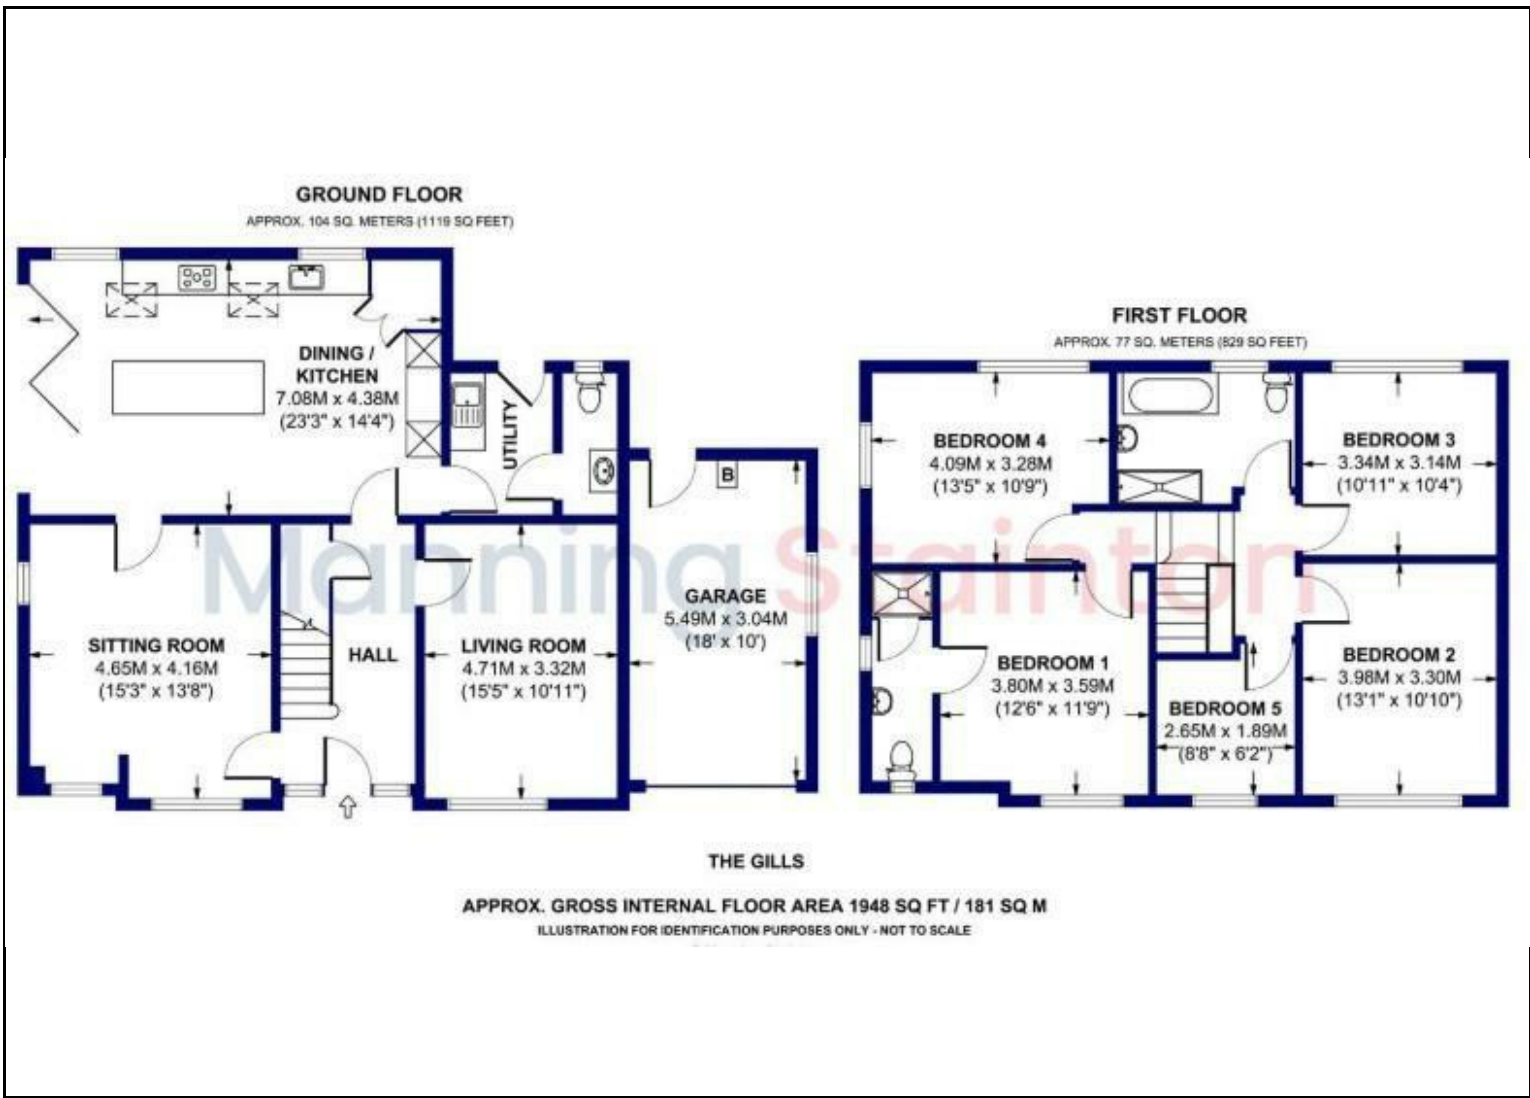 GROUND FLOOR
APPROX. 104 SQ. METERS (1119 SQ FEET)
DINING /
KITCHEN
7.08M x 4.38M
(23'3" x 14'4")
UTILITY
B
SITTING ROOM
4.65M x 4.16M
(15'3" x 13'8")
HALL
LIVING ROOM
4.71M x 3.32M
(15'5" x 10'11")
GARAGE
5.49M x 3.04M
(18' x 10')
FIRST FLOOR
APPROX. 77 SQ. METERS (829 SQ FEET)
BEDROOM 4
4.09M x 3.28M
(13'5" x 10'9")
BEDROOM 3
3.34M x 3.14M
(10'11" x 10'4")
BEDROOM 1
3.80M x 3.59M
(12'6" x 11'9")
BEDROOM 5
2.65M x 1.89M
(8'8" x 6'2")
BEDROOM 2
3.98M x 3.30M
(13'1" x 10'10")
Manning Stainton
THE GILLS
APPROX. GROSS INTERNAL FLOOR AREA 1948 SQ FT / 181 SQ M
ILLUSTRATION FOR IDENTIFICATION PURPOSES ONLY - NOT TO SCALE